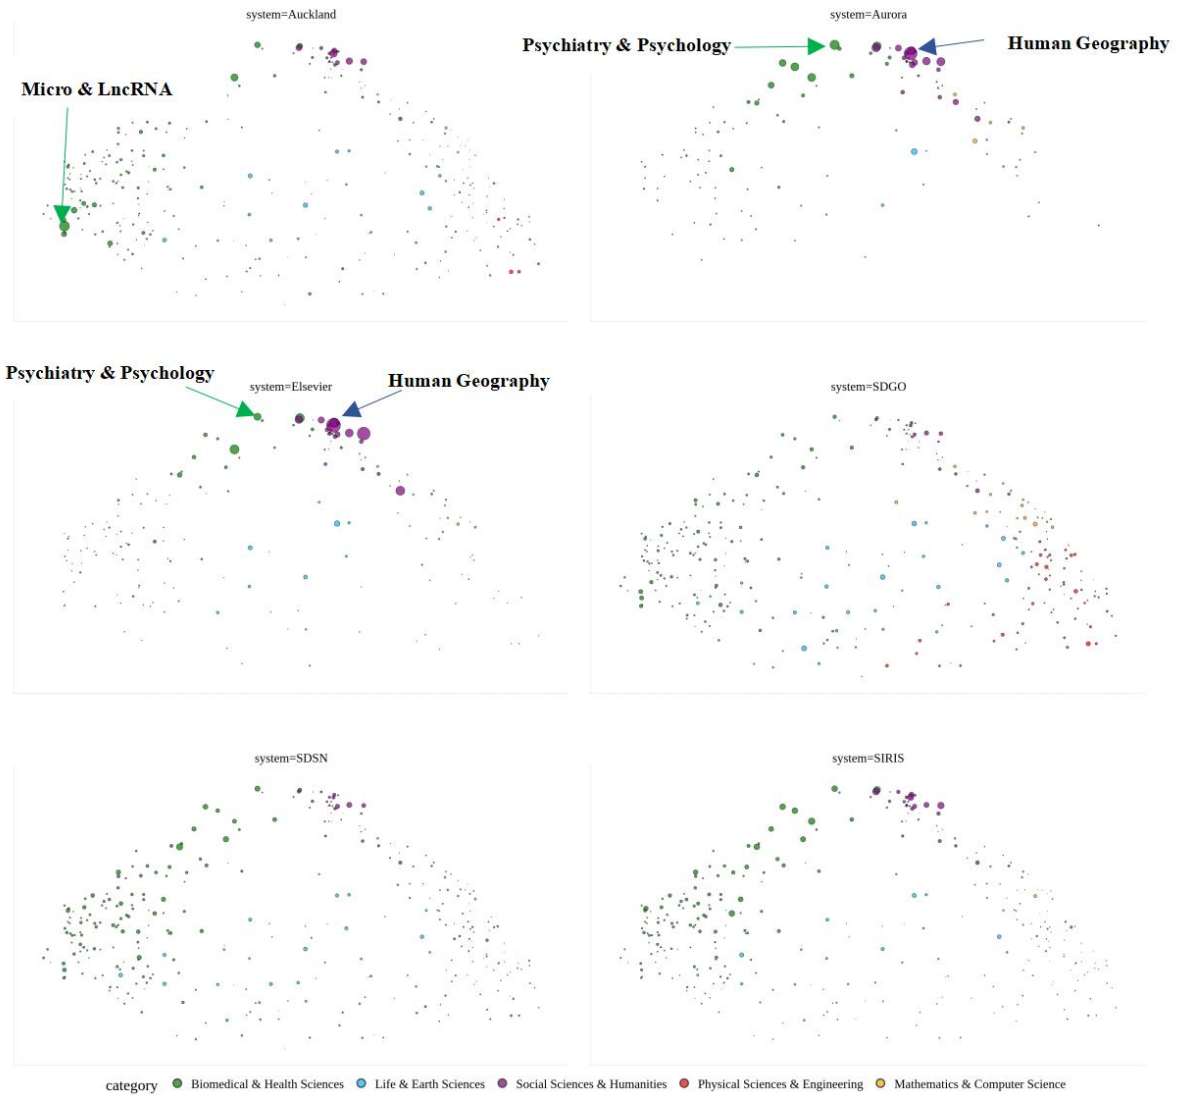 system=Auckland
system=Aurora
Psychiatry & Psychology
Human Geography
Micro & LncRNA
Psychiatry & Psychology
system=Elsevier
Human Geography
system=SDGO
system=SDSN
system=SIRIS
category Biomedical & Health Sciences Life & Earth Sciences Social Sciences & Humanities Physical Sciences & Engineering Mathematics & Computer Science